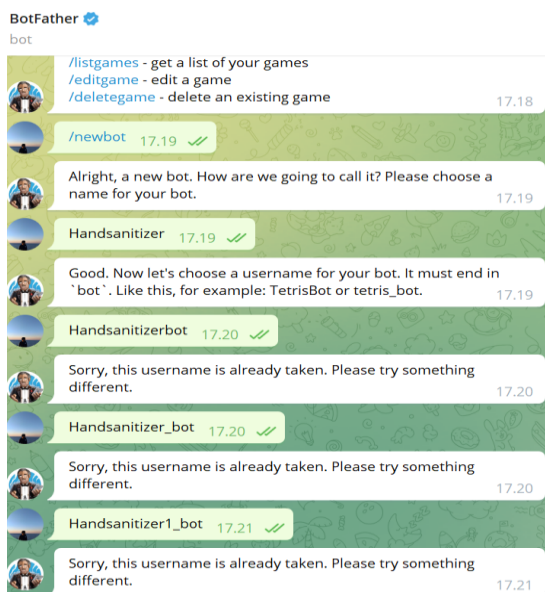 BotFather
bot
/listgames - get a list of your games
/editgame - edit a game
/deletegame - delete an existing game
17.18
/newbot 17.19
Alright, a new bot. How are we going to call it? Please choose a
name for your bot.
17.19
Handsanitizer 17.19
Good. Now let's choose a username for your bot. It must end in
`bot`. Like this, for example: TetrisBot or tetris_bot.
17.19
Handsanitizerbot 17.20
Sorry, this username is already taken. Please try something
different.
17.20
Handsanitizer_bot 17.20
Sorry, this username is already taken. Please try something
different.
17.20
Handsanitizer1_bot 17.21
Sorry, this username is already taken. Please try something
different.
17.21